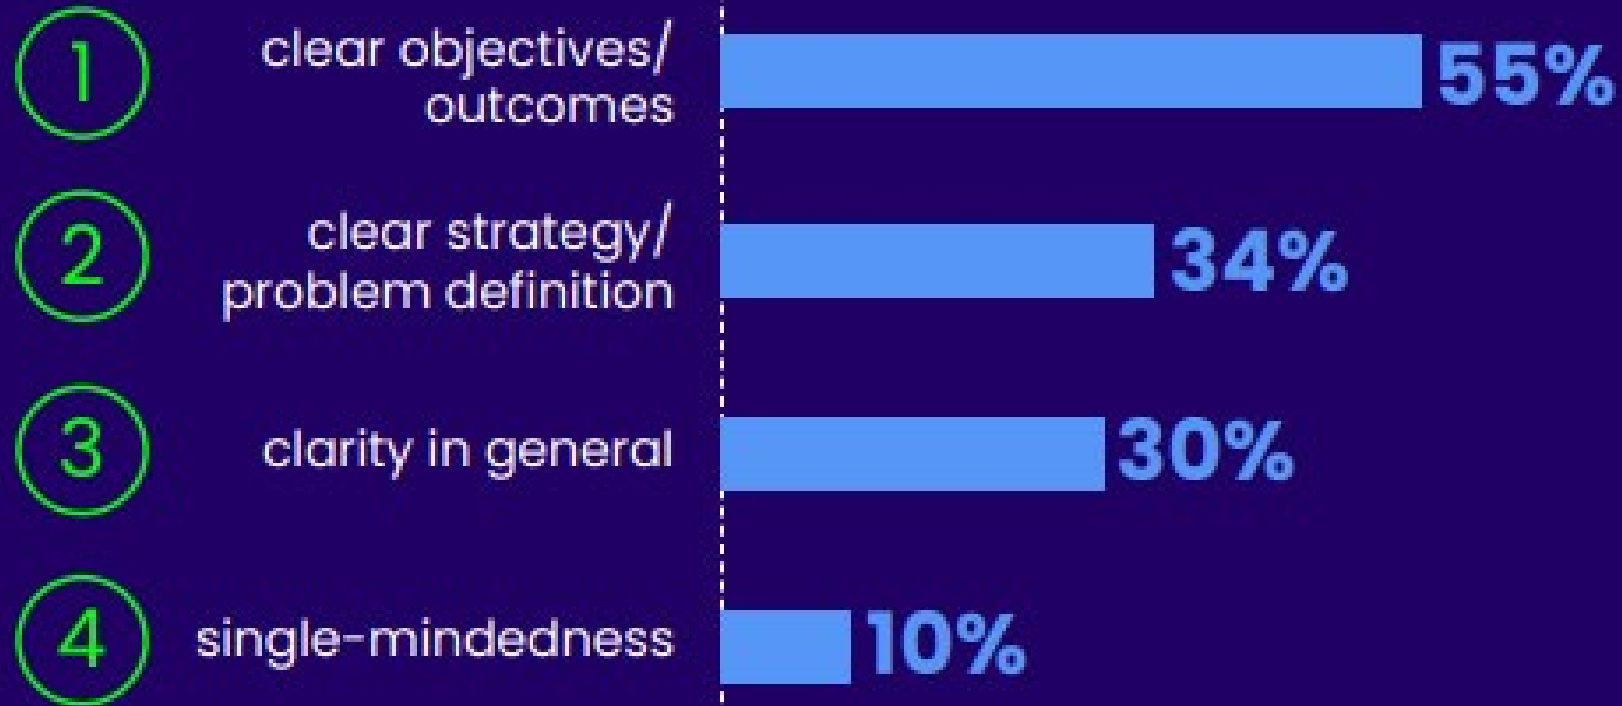 1
clear objectives/
outcomes
55%
2
clear strategy/
problem definition
34%
3
clarity in general
30%
4
single-mindedness
10%